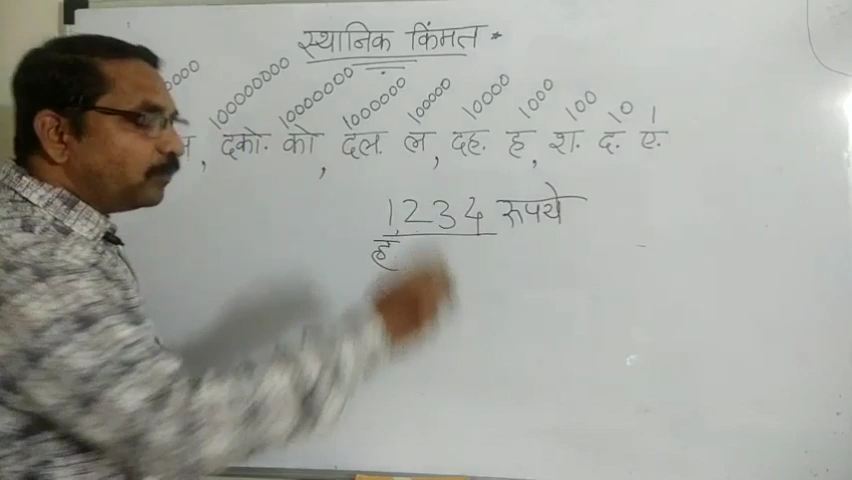 स्थानिक किंमत *
100000000 10000000 1000000 100000 10000 1000 100 10 1
, दको. को , दल. ल , दह. ह , श. द. ए.
1234 रूपये
ह